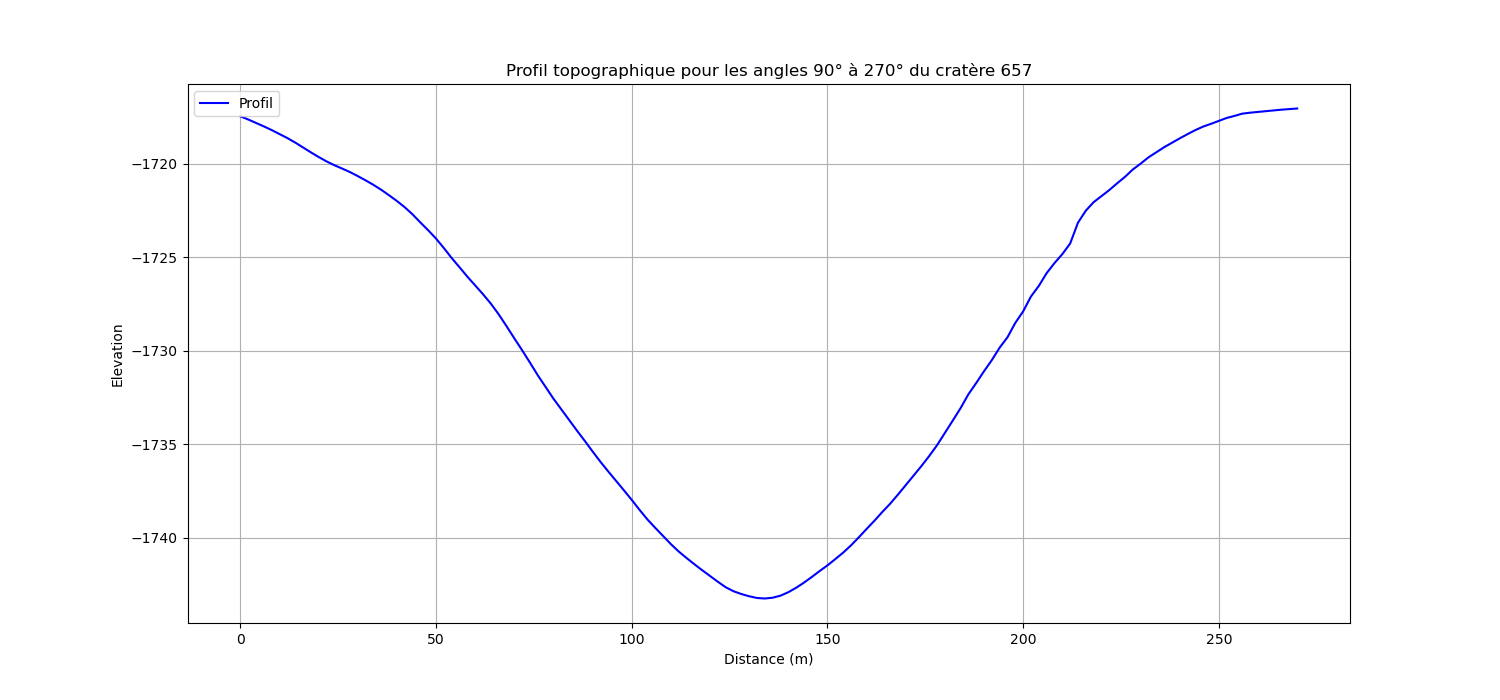 Profil topographique pour les angles 90° à 270° du cratère 657
Profil
−1720
−1725
−1730
−1735
−1740
Elevation
0 50 100 150 200 250
Distance (m)